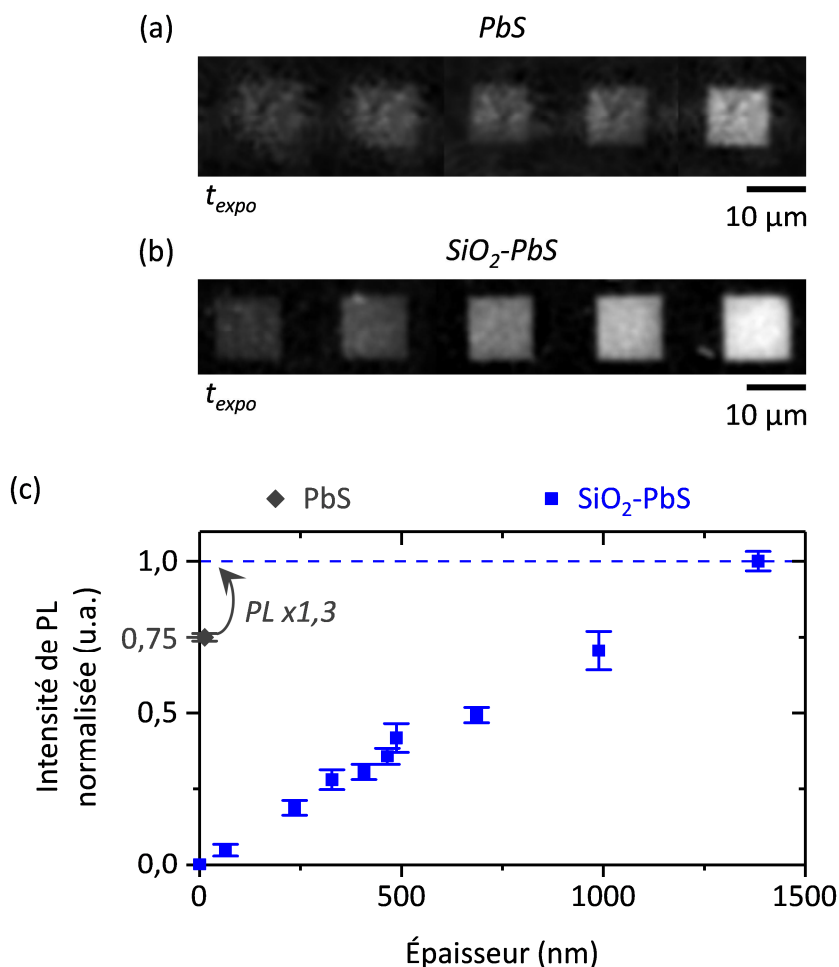 (a)
PbS
t_expo
10 µm
(b)
SiO₂-PbS
t_expo
10 µm
(c)
PbS
SiO₂-PbS
1,0
PL x1,3
0,75
0,5
0,0
Intensité de PL
normalisée (u.a.)
0 500 1000 1500
Épaisseur (nm)